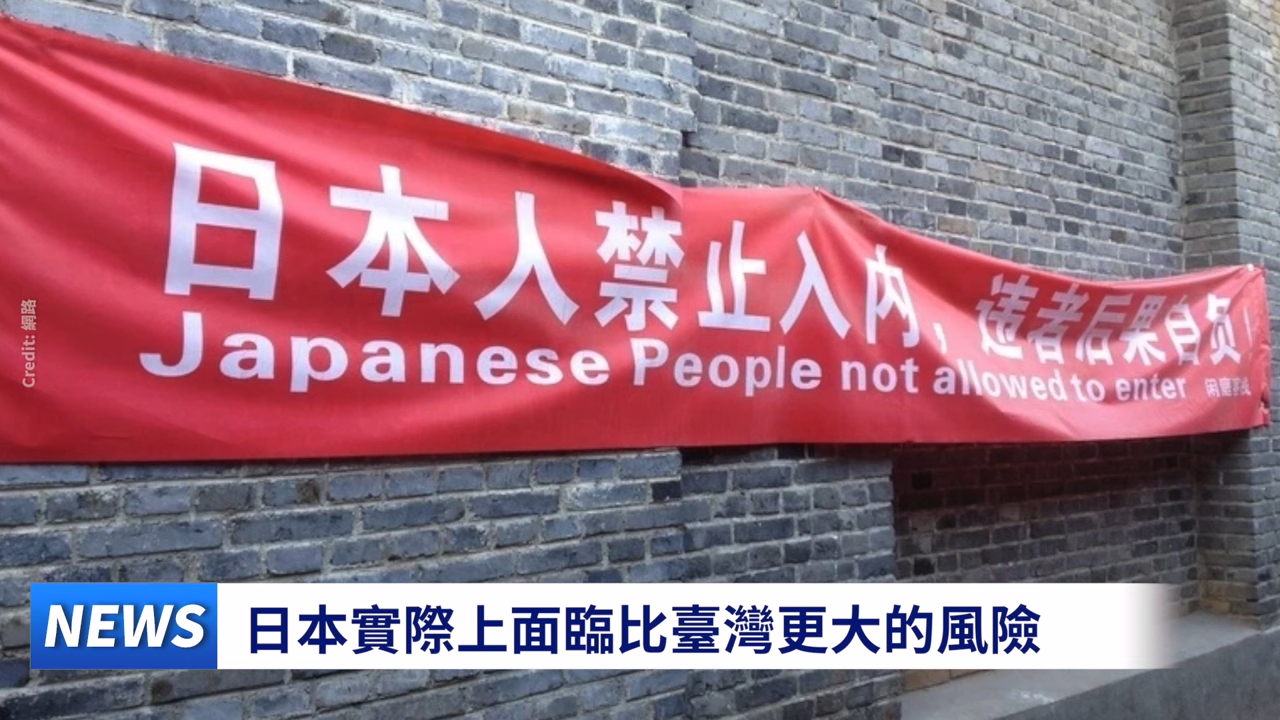 日本人禁止入内，违者后果自负！
Japanese People not allowed to enter
Credit: 網路
NEWS
日本實際上面臨比臺灣更大的風險